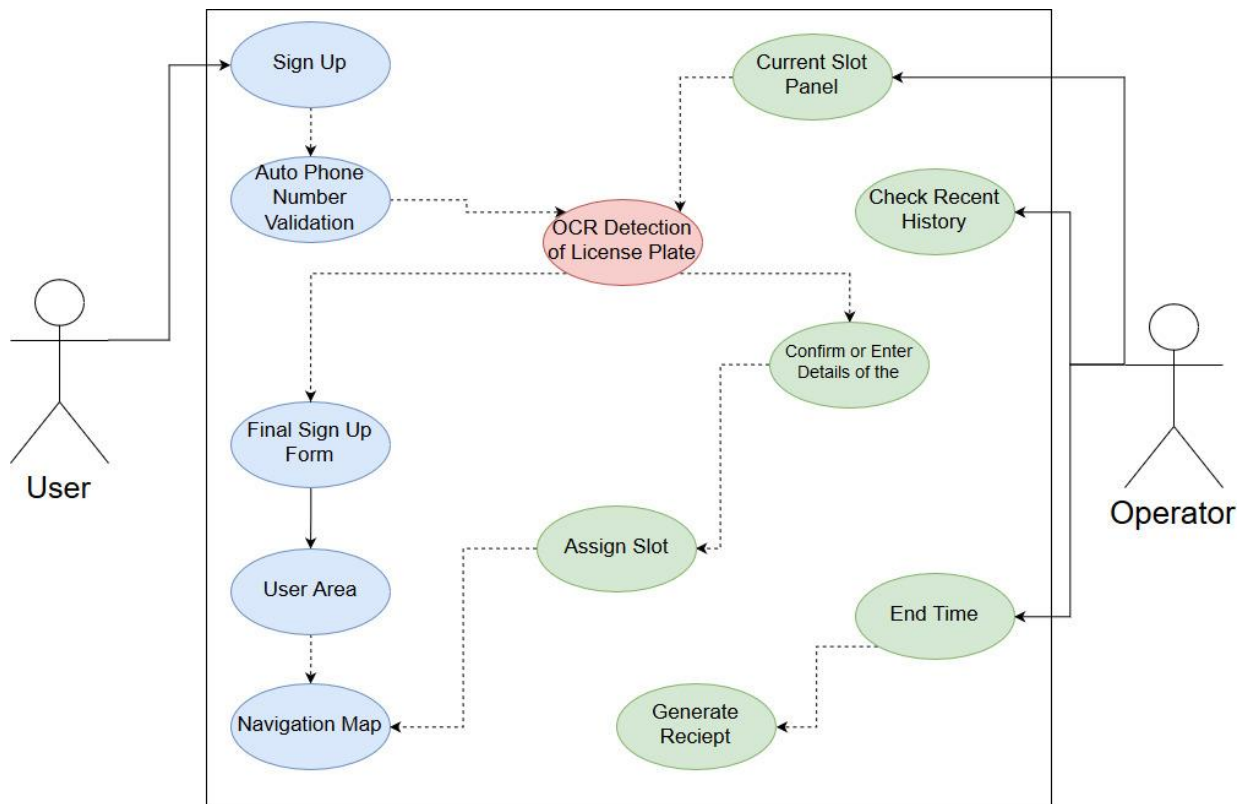 Sign Up
Current Slot
Panel
Auto Phone
Number
Validation
Check Recent
History
OCR Detection
of License Plate
Confirm or Enter
Details of the
Final Sign Up
Form
User
Operator
Assign Slot
User Area
End Time
Navigation Map
Generate
Reciept